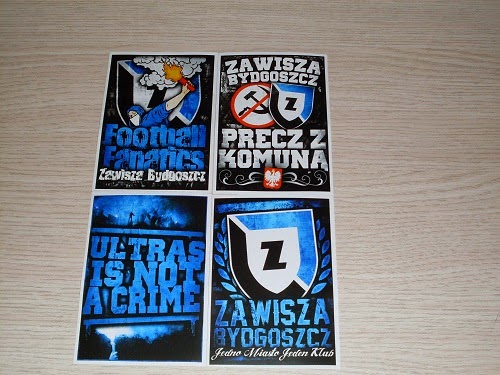 Football
Fanatics
Zawisza Bydgoszcz
ZAWISZA
BYDGOSZCZ
Z
PRECZ Z
KOMUNĄ
ULTRAS
IS NOT
A CRIME
Z
ZAWISZA
BYDGOSZCZ
Jedno Miasto Jeden Klub